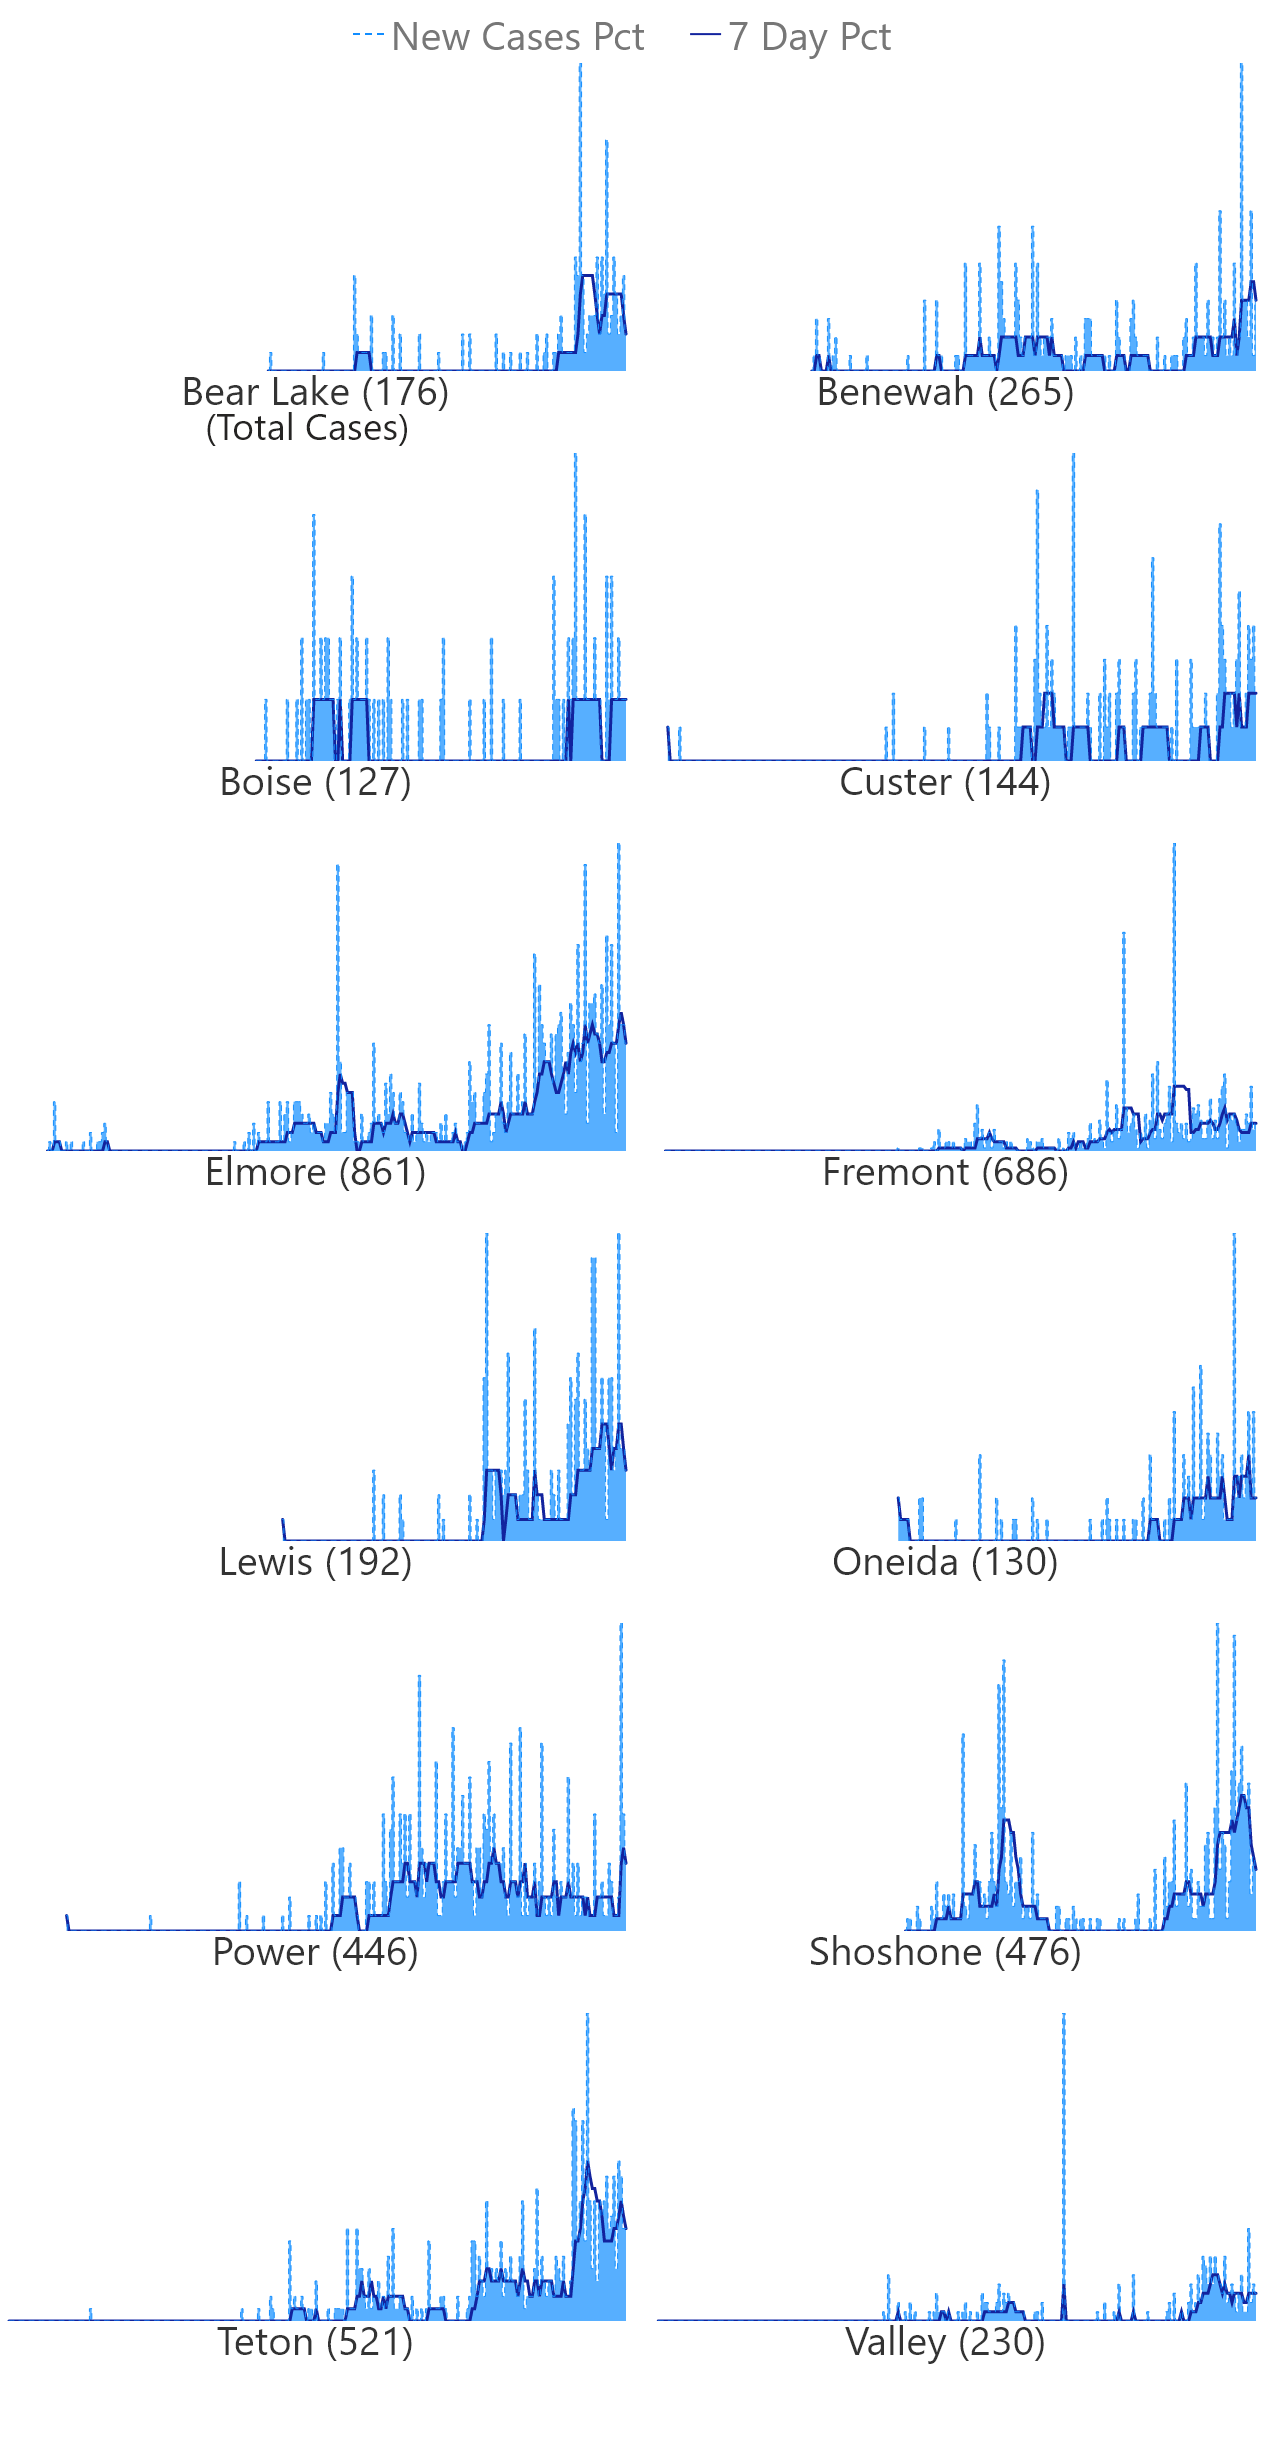 New Cases Pct 7 Day Pct
Bear Lake (176) Benewah (265)
(Total Cases)
Boise (127) Custer (144)
Elmore (861) Fremont (686)
Lewis (192) Oneida (130)
Power (446) Shoshone (476)
Teton (521) Valley (230)